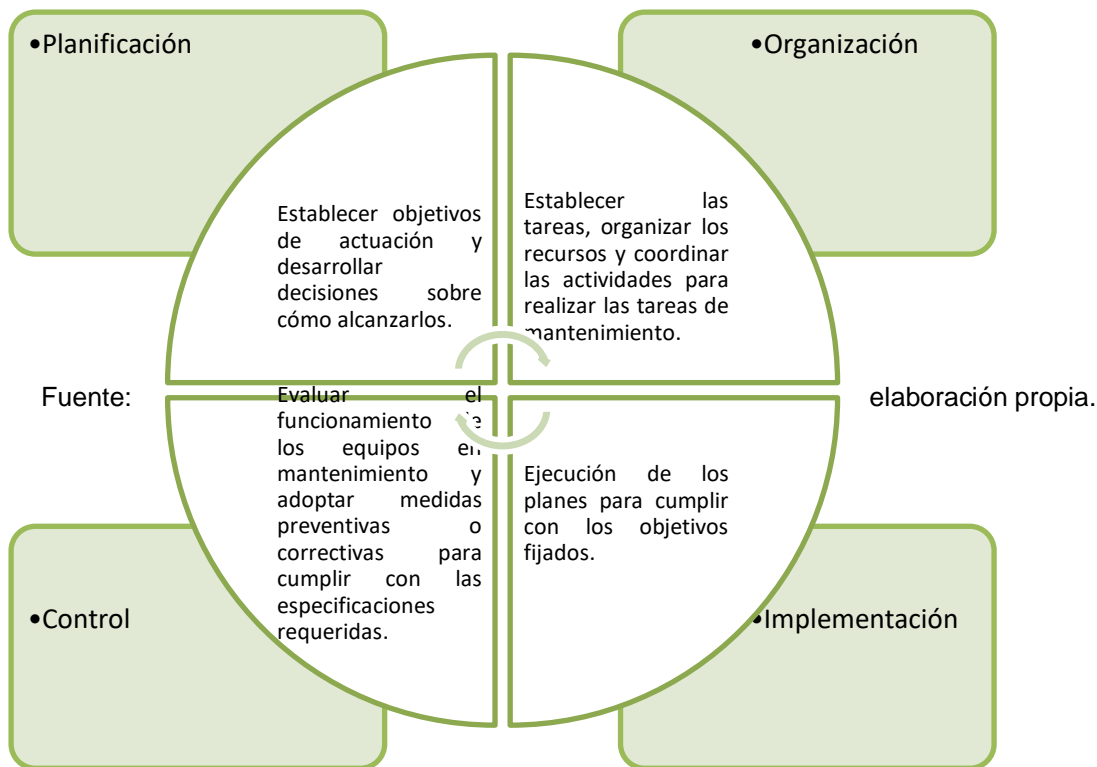 •Planificación
•Organización
Establecer objetivos
de actuación y
desarrollar
decisiones sobre
cómo alcanzarlos.
Establecer las
tareas, organizar los
recursos y coordinar
las actividades para
realizar las tareas de
mantenimiento.
Fuente: elaboración propia.
Evaluar el
funcionamiento de
los equipos en
mantenimiento y
adoptar medidas
preventivas o
correctivas para
cumplir con las
especificaciones
requeridas.
Ejecución de los
planes para cumplir
con los objetivos
fijados.
•Control
•Implementación